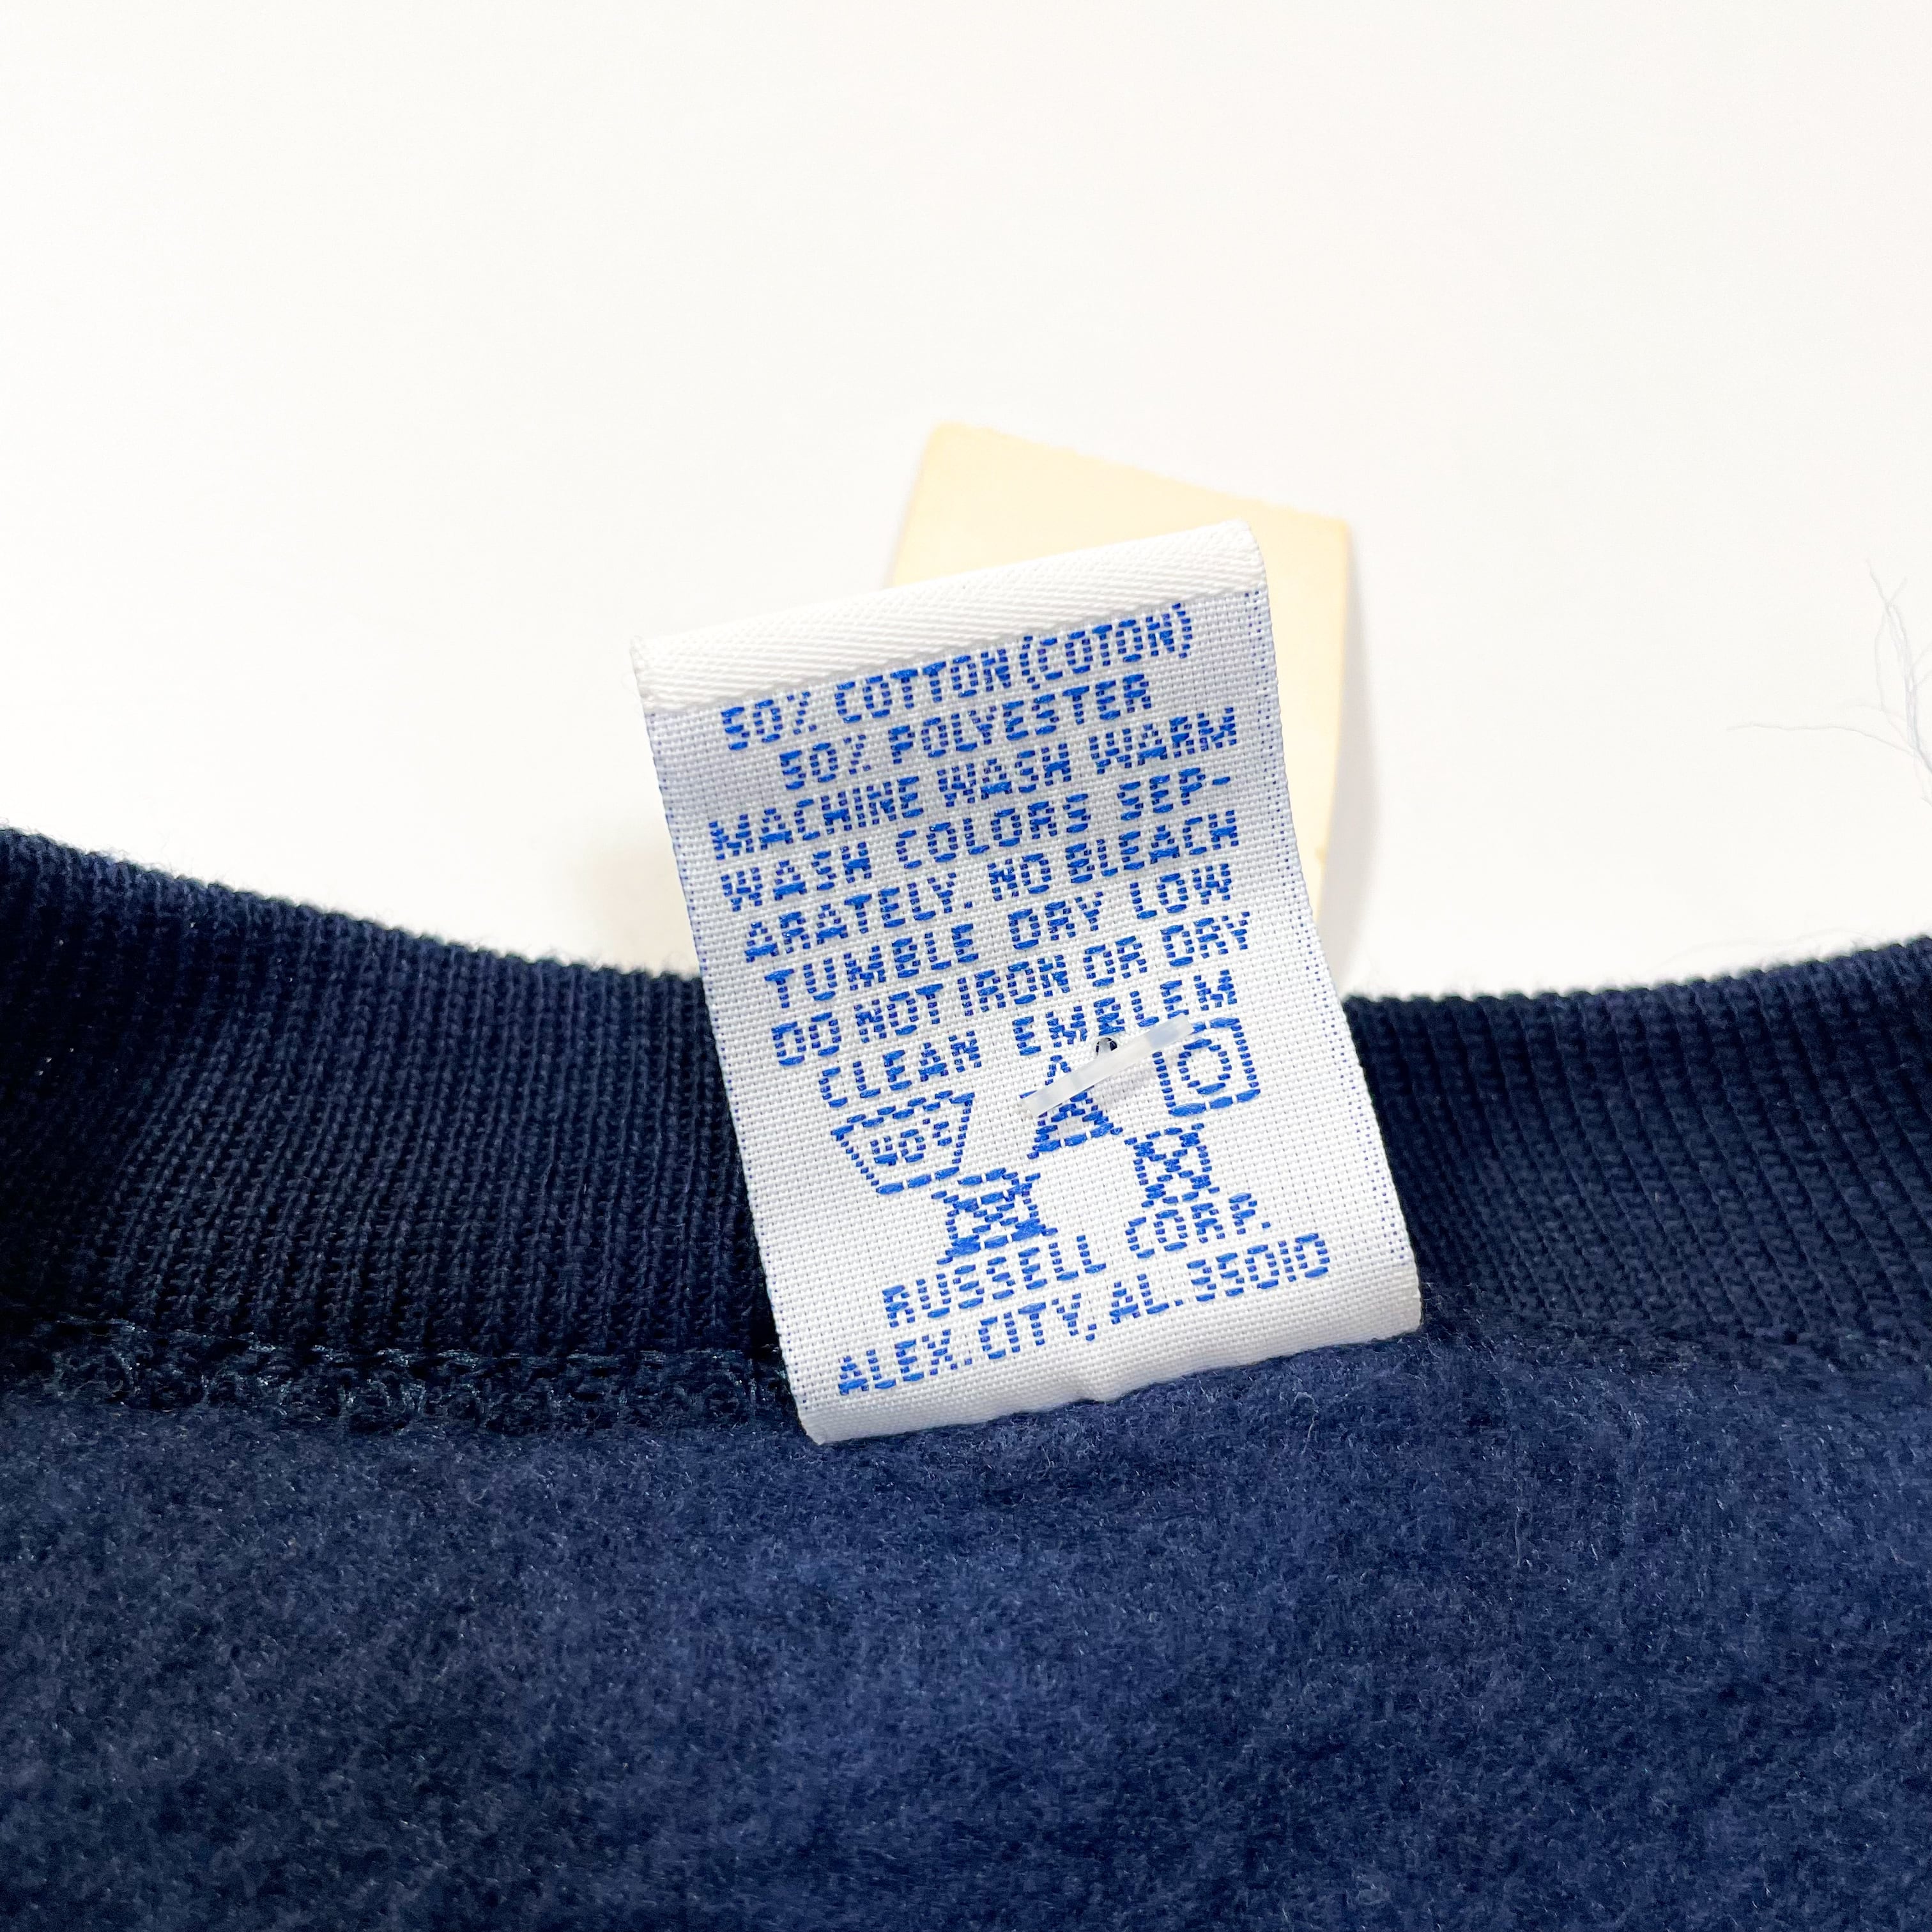 50% COTTON(COTON)
50% POLYESTER
MACHINE WASH WARM
WASH COLORS SEP-
ARATELY. NO BLEACH
TUMBLE DRY LOW
DO NOT IRON OR DRY
CLEAN EMBLEM
40°C
RUSSELL CORP.
ALEX.CITY, AL.35010